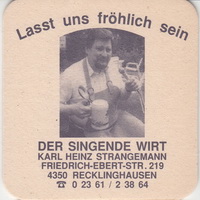 Lasst uns fröhlich sein
DER SINGENDE WIRT
KARL HEINZ STRANGEMANN
FRIEDRICH-EBERT-STR. 219
4350 RECKLINGHAUSEN
☎ 0 23 61 / 2 38 64